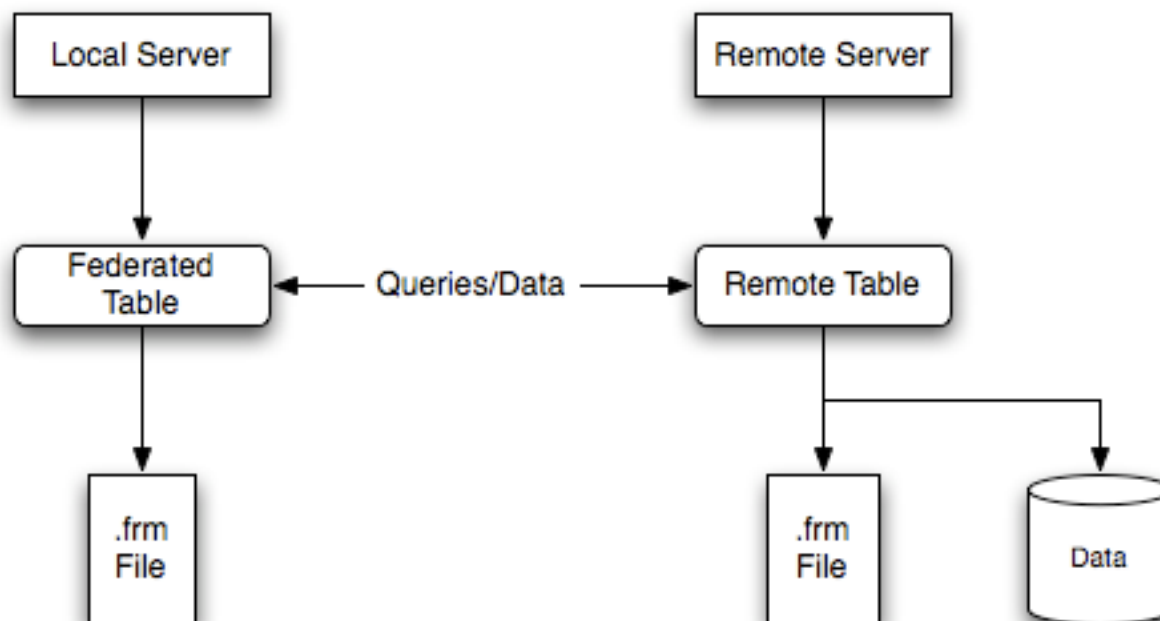 Local Server
Remote Server
Federated
Table
Queries/Data
Remote Table
.frm
File
.frm
File
Data